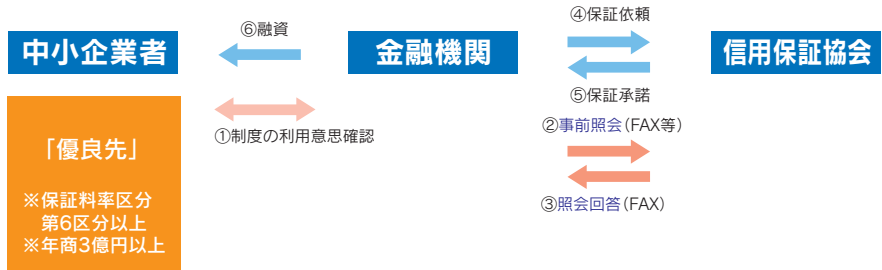 ④保証依頼
⑥融資
中小企業者
金融機関
信用保証協会
⑤保証承諾
①制度の利用意思確認
②事前照会(FAX等)
③照会回答(FAX)
「優良先」
※保証料率区分
第6区分以上
※年商3億円以上